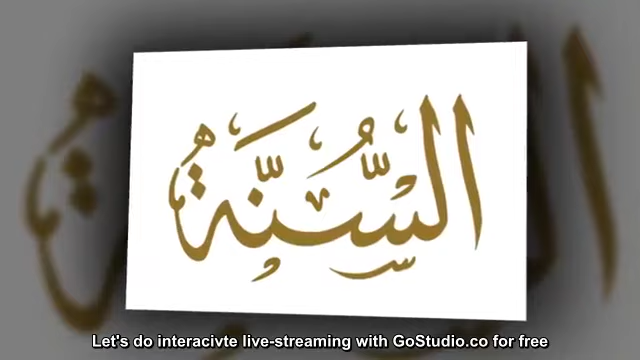 السُّنَّةُ
Let's do interacivte live-streaming with GoStudio.co for free